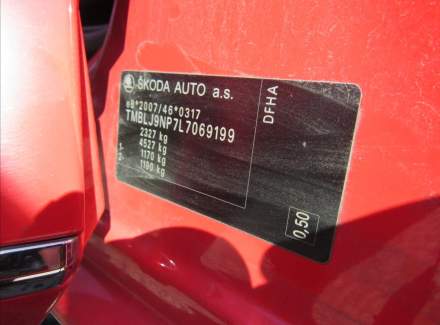 ŠKODA AUTO a.s.
e8*2007/46*0317
TMBLJ9NP7L7069199
2327 kg
4527 kg
1- 1170 kg
2- 1190 kg
DFHA
0,50